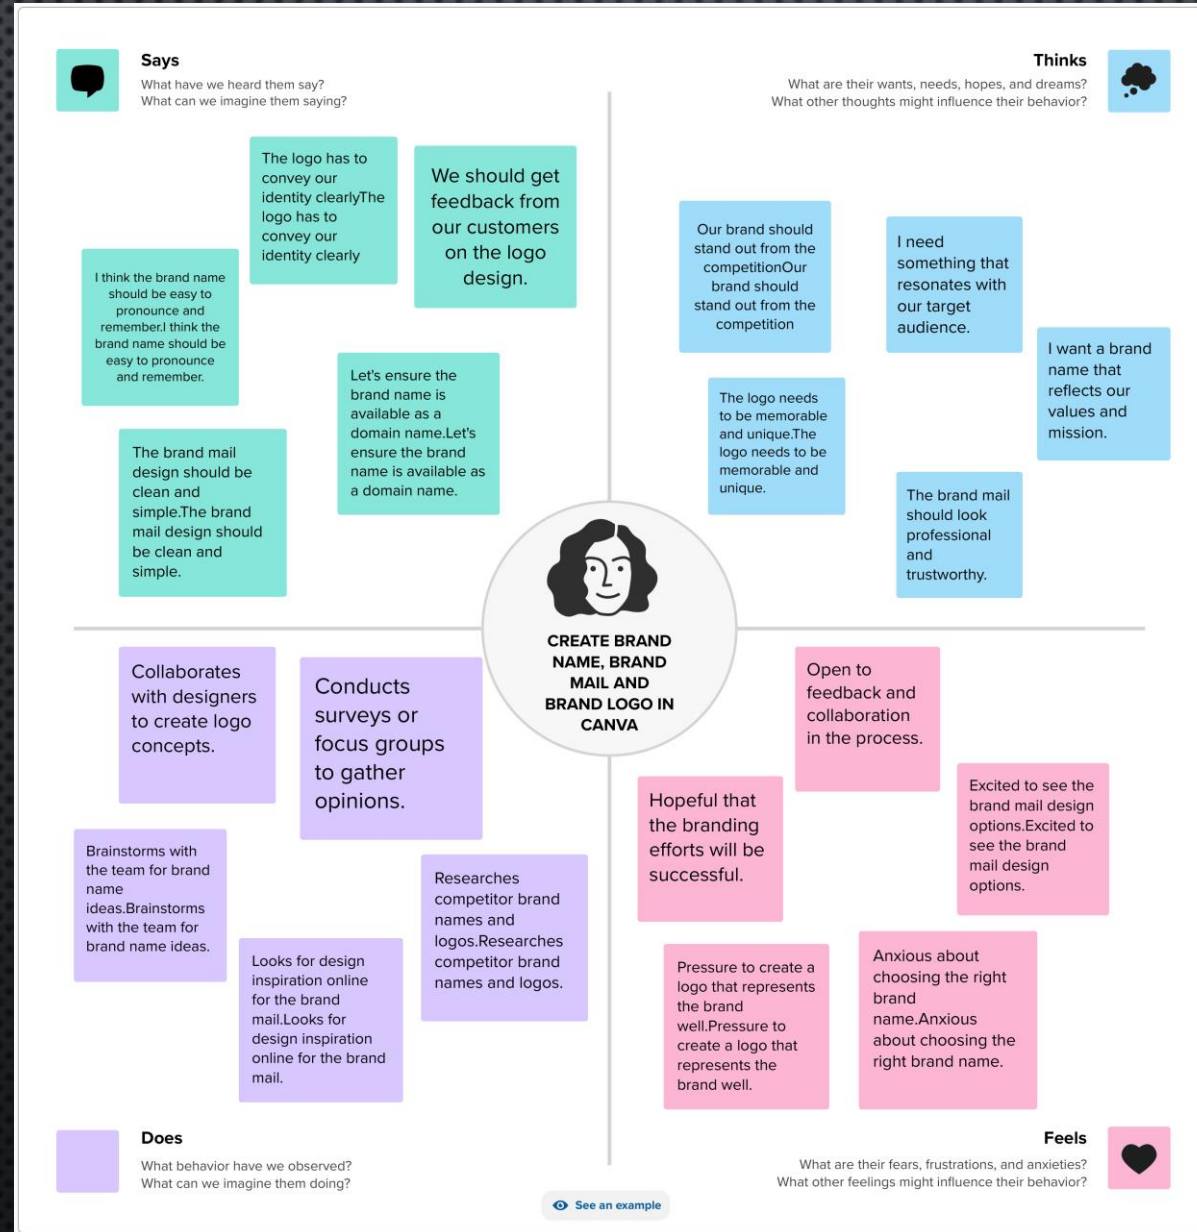 Says
What have we heard them say?
What can we imagine them saying?
Thinks
What are their wants, needs, hopes, and dreams?
What other thoughts might influence their behavior?
The logo has to
convey our
identity clearlyThe
logo has to
convey our
identity clearly
We should get
feedback from
our customers
on the logo
design.
I think the brand name
should be easy to
pronounce and
remember.I think the
brand name should be
easy to pronounce
and remember.
Let's ensure the
brand name is
available as a
domain name.Let's
ensure the brand
name is available as
a domain name.
The brand mail
design should be
clean and
simple.The brand
mail design should
be clean and
simple.
Our brand should
stand out from the
competitionOur
brand should
stand out from the
competition
I need
something that
resonates with
our target
audience.
I want a brand
name that
reflects our
values and
mission.
The logo needs
to be memorable
and unique.The
logo needs to be
memorable and
unique.
The brand mail
should look
professional
and
trustworthy.
CREATE BRAND
NAME, BRAND
MAIL AND
BRAND LOGO IN
CANVA
Collaborates
with designers
to create logo
concepts.
Conducts
surveys or
focus groups
to gather
opinions.
Brainstorms with
the team for brand
name
ideas.Brainstorms
with the team for
brand name ideas.
Researches
competitor brand
names and
logos.Researches
competitor brand
names and logos.
Looks for design
inspiration online
for the brand
mail.Looks for
design inspiration
online for the brand
mail.
Open to
feedback and
collaboration
in the process.
Hopeful that
the branding
efforts will be
successful.
Excited to see the
brand mail design
options.Excited to
see the brand
mail design
options.
Pressure to create a
logo that represents
the brand
well.Pressure to
create a logo that
represents the
brand well.
Anxious about
choosing the right
brand
name.Anxious
about choosing the
right brand name.
Does
What behavior have we observed?
What can we imagine them doing?
Feels
What are their fears, frustrations, and anxieties?
What other feelings might influence their behavior?
See an example